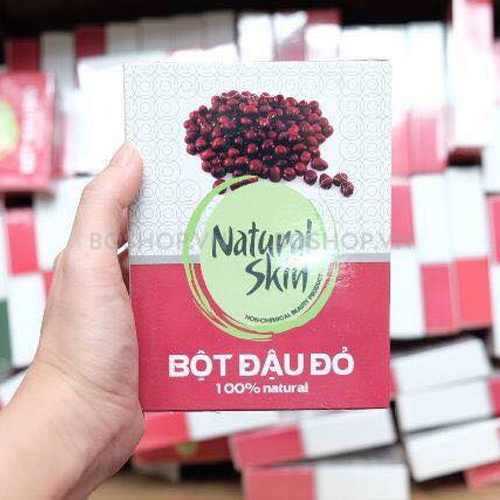 Natural
Skin
NON-CHEMICAL BEAUTY PRODUCT
BỘT ĐẬU ĐỎ
100% natural